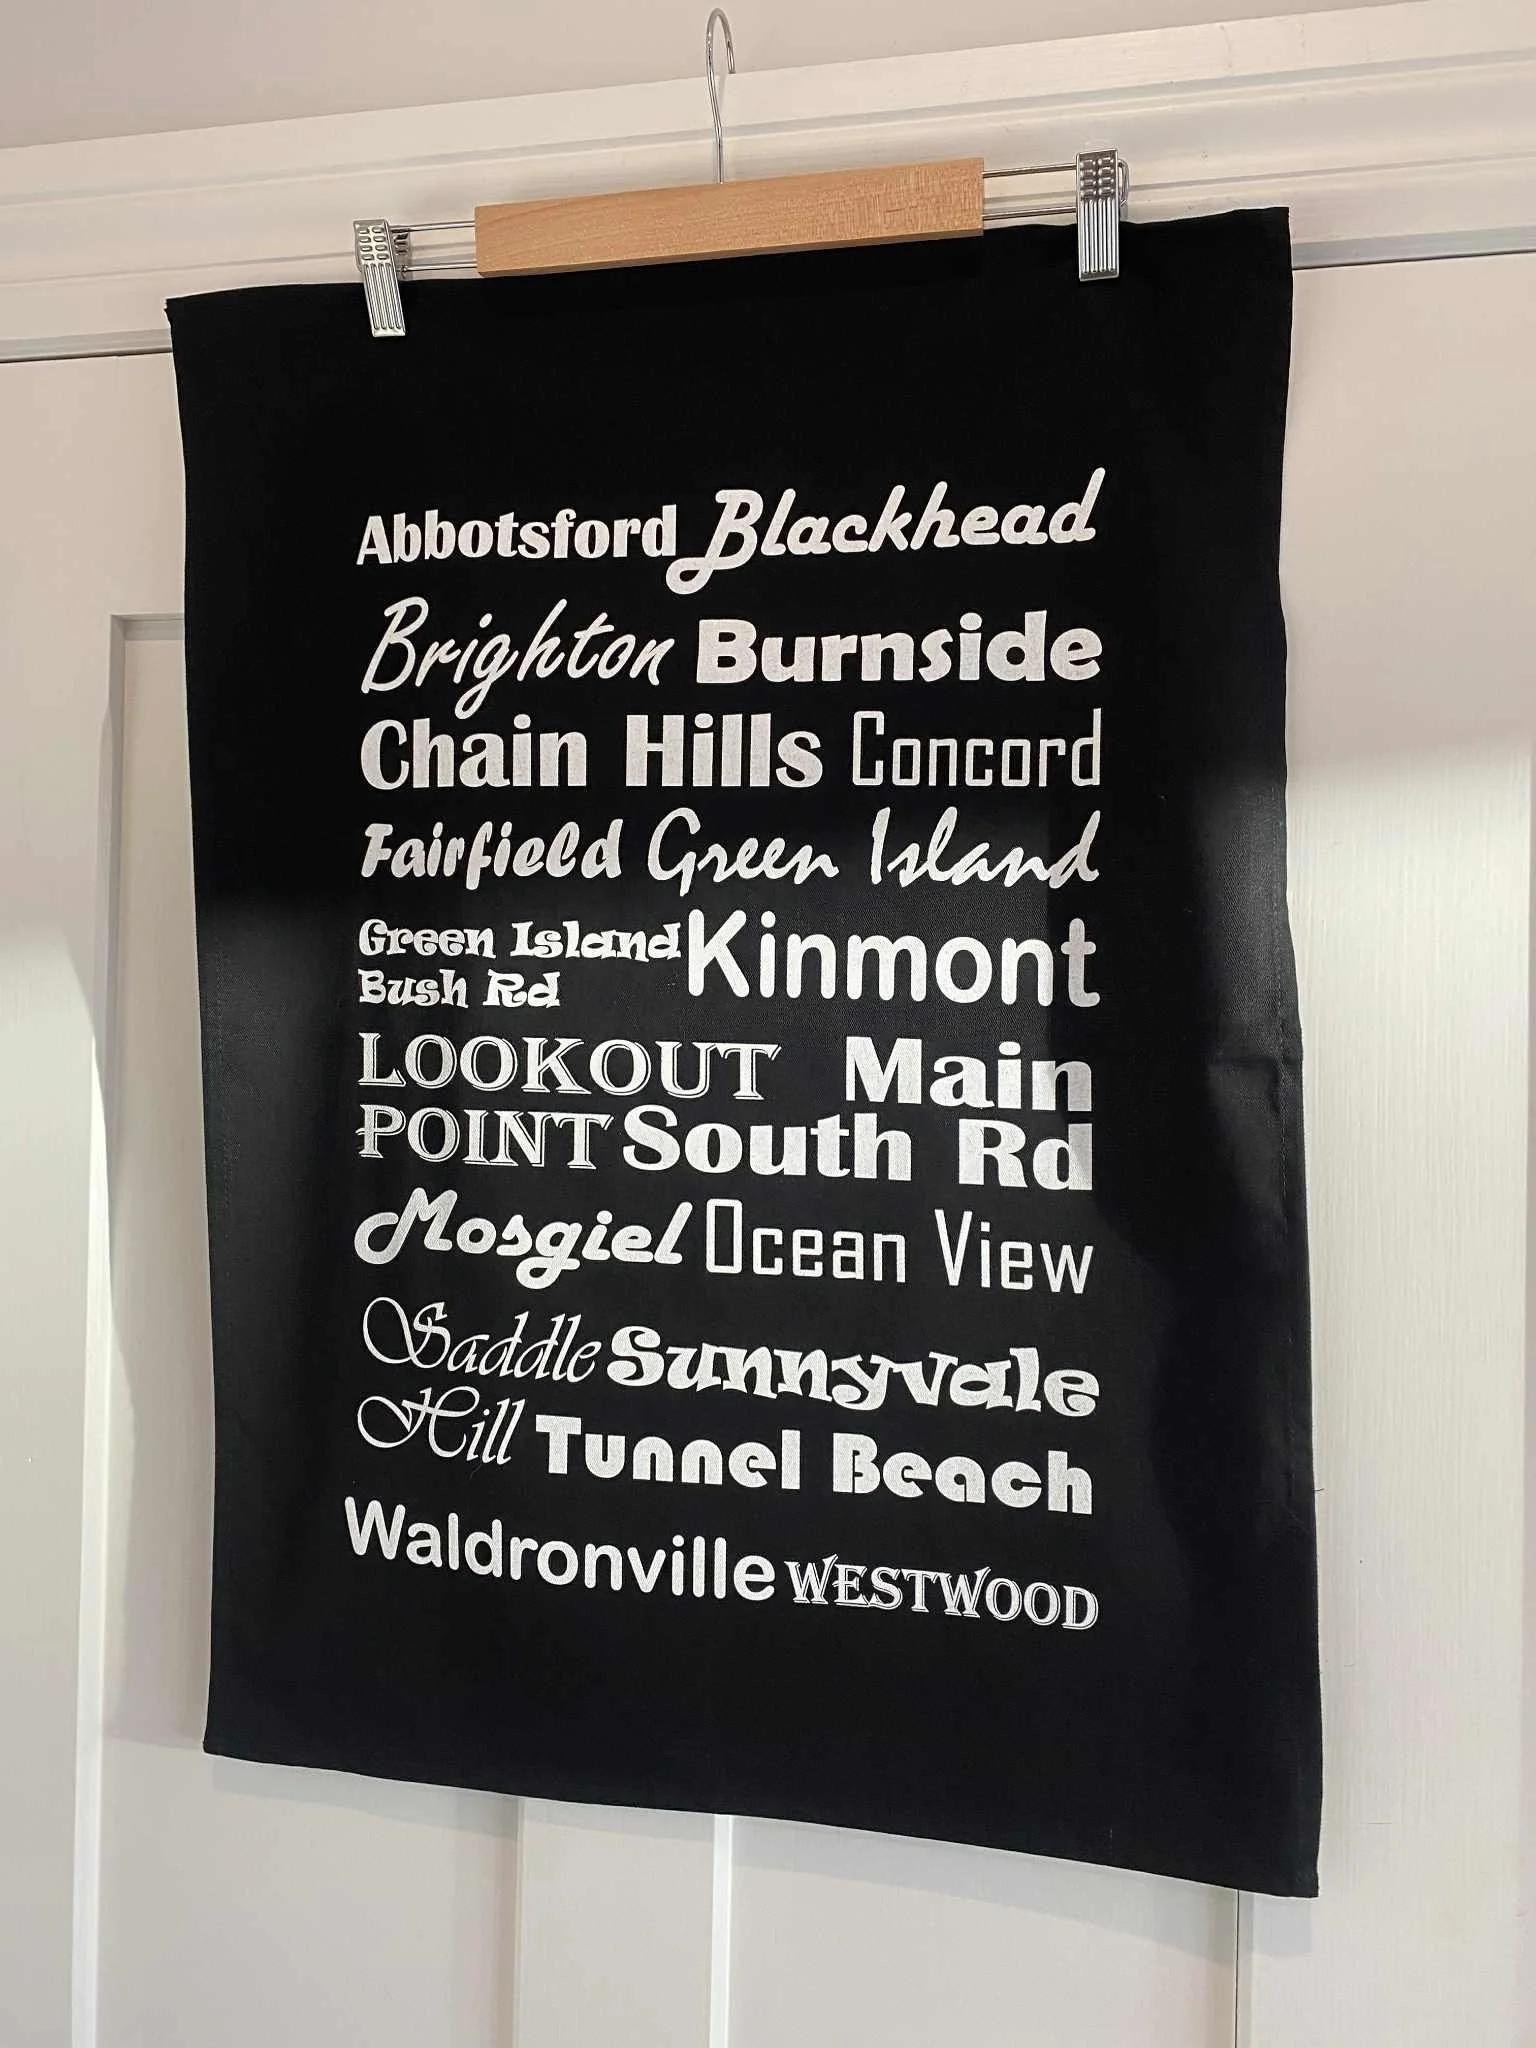 Abbotsford Blackhead
Brighton Burnside
Chain Hills Concord
Fairfield Green Island
Green Island
Bush Rd
Kinmont
LOOKOUT
POINT
Main
South Rd
Mosgiel Ocean View
Saddle
Hill
Sunnyvale
Tunnel Beach
Waldronville WESTWOOD